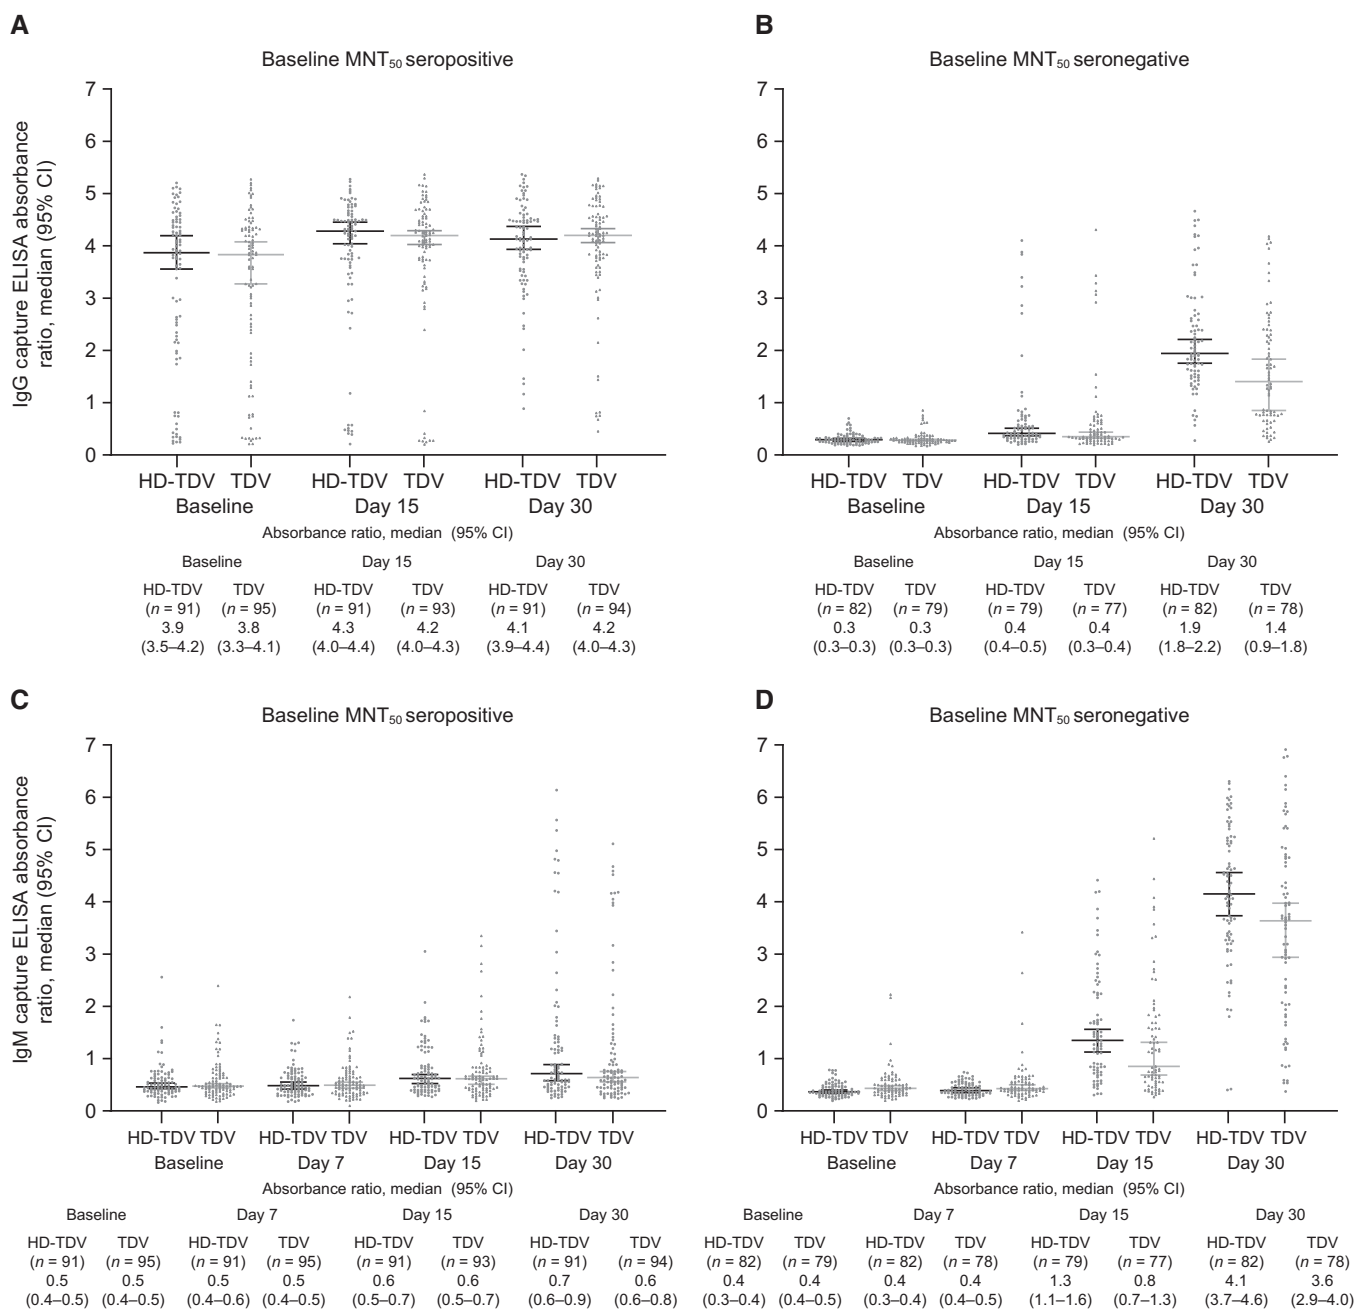 A
Baseline MNT50 seropositive
IgG capture ELISA absorbance
ratio, median (95% CI)
7
6
5
4
3
2
1
0
HD-TDV TDV HD-TDV TDV HD-TDV TDV
Baseline Day 15 Day 30
B
Baseline MNT50 seronegative
7
6
5
4
3
2
1
0
HD-TDV TDV HD-TDV TDV HD-TDV TDV
Baseline Day 15 Day 30
Absorbance ratio, median (95% CI)
Baseline Day 15 Day 30
HD-TDV TDV HD-TDV TDV HD-TDV TDV
(n = 91) (n = 95) (n = 91) (n = 93) (n = 91) (n = 94)
3.9 3.8 4.3 4.2 4.1 4.2
(3.5–4.2) (3.3–4.1) (4.0–4.4) (4.0–4.3) (3.9–4.4) (4.0–4.3)
Absorbance ratio, median (95% CI)
Baseline Day 15 Day 30
HD-TDV TDV HD-TDV TDV HD-TDV TDV
(n = 82) (n = 79) (n = 79) (n = 77) (n = 82) (n = 78)
0.3 0.3 0.4 0.4 1.9 1.4
(0.3–0.3) (0.3–0.3) (0.4–0.5) (0.3–0.4) (1.8–2.2) (0.9–1.8)
C
Baseline MNT50 seropositive
IgM capture ELISA absorbance
ratio, median (95% CI)
7
6
5
4
3
2
1
0
HD-TDV TDV HD-TDV TDV HD-TDV TDV HD-TDV TDV
Baseline Day 7 Day 15 Day 30
D
Baseline MNT50 seronegative
7
6
5
4
3
2
1
0
HD-TDV TDV HD-TDV TDV HD-TDV TDV HD-TDV TDV
Baseline Day 7 Day 15 Day 30
Absorbance ratio, median (95% CI)
Baseline Day 7 Day 15 Day 30
HD-TDV TDV HD-TDV TDV HD-TDV TDV HD-TDV TDV
(n = 91) (n = 95) (n = 91) (n = 95) (n = 91) (n = 93) (n = 91) (n = 94)
0.5 0.5 0.5 0.5 0.6 0.6 0.7 0.6
(0.4–0.5) (0.4–0.5) (0.4–0.6) (0.4–0.5) (0.5–0.7) (0.5–0.7) (0.6–0.9) (0.6–0.8)
Absorbance ratio, median (95% CI)
Baseline Day 7 Day 15 Day 30
HD-TDV TDV HD-TDV TDV HD-TDV TDV HD-TDV TDV
(n = 82) (n = 79) (n = 82) (n = 78) (n = 79) (n = 77) (n = 82) (n = 78)
0.4 0.4 0.4 0.4 1.3 0.8 4.1 3.6
(0.3–0.4) (0.4–0.5) (0.3–0.4) (0.4–0.5) (1.1–1.6) (0.7–1.3) (3.7–4.6) (2.9–4.0)